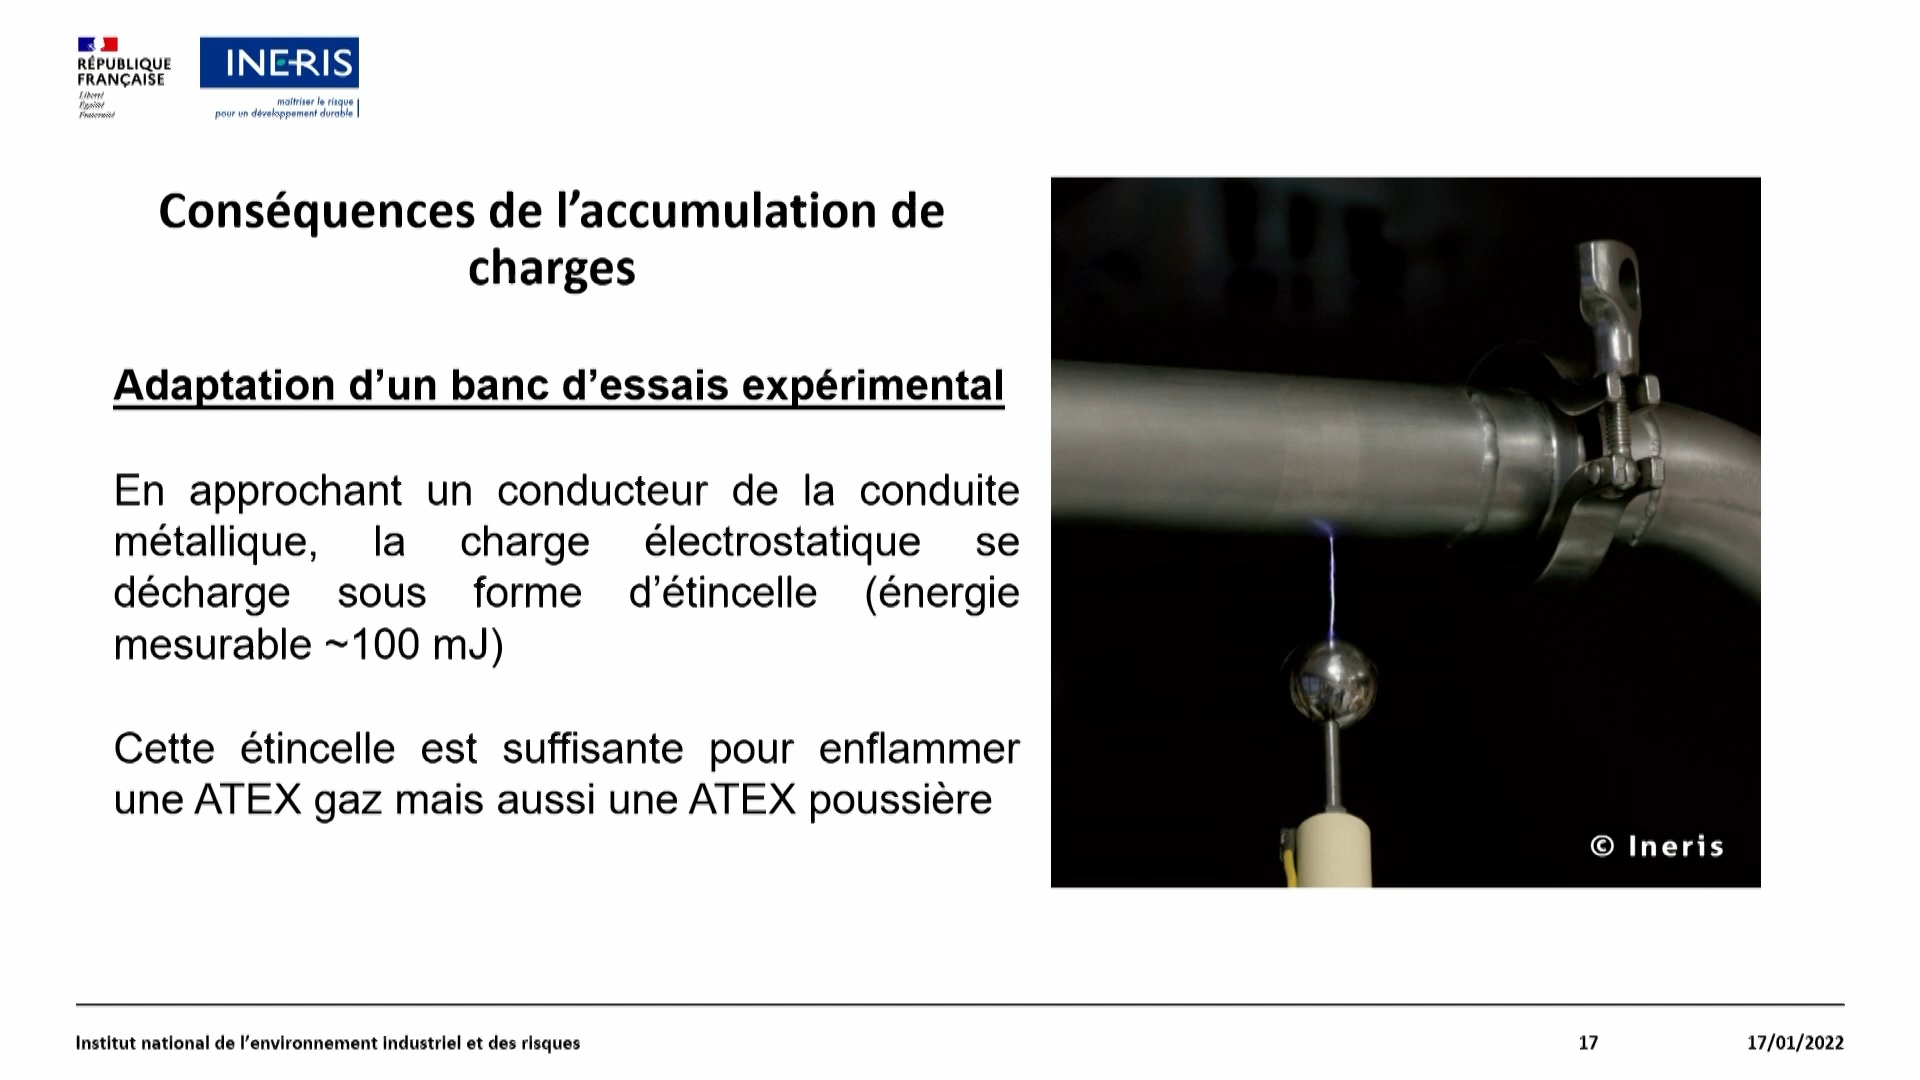 RÉPUBLIQUE
FRANÇAISE
Liberté
Égalité
Fraternité
INERIS
maîtriser le risque
pour un développement durable
Conséquences de l’accumulation de
charges
Adaptation d’un banc d’essais expérimental
En approchant un conducteur de la conduite
métallique, la charge électrostatique se
décharge sous forme d’étincelle (énergie
mesurable ~100 mJ)
Cette étincelle est suffisante pour enflammer
une ATEX gaz mais aussi une ATEX poussière
© Ineris
Institut national de l’environnement industriel et des risques
17
17/01/2022